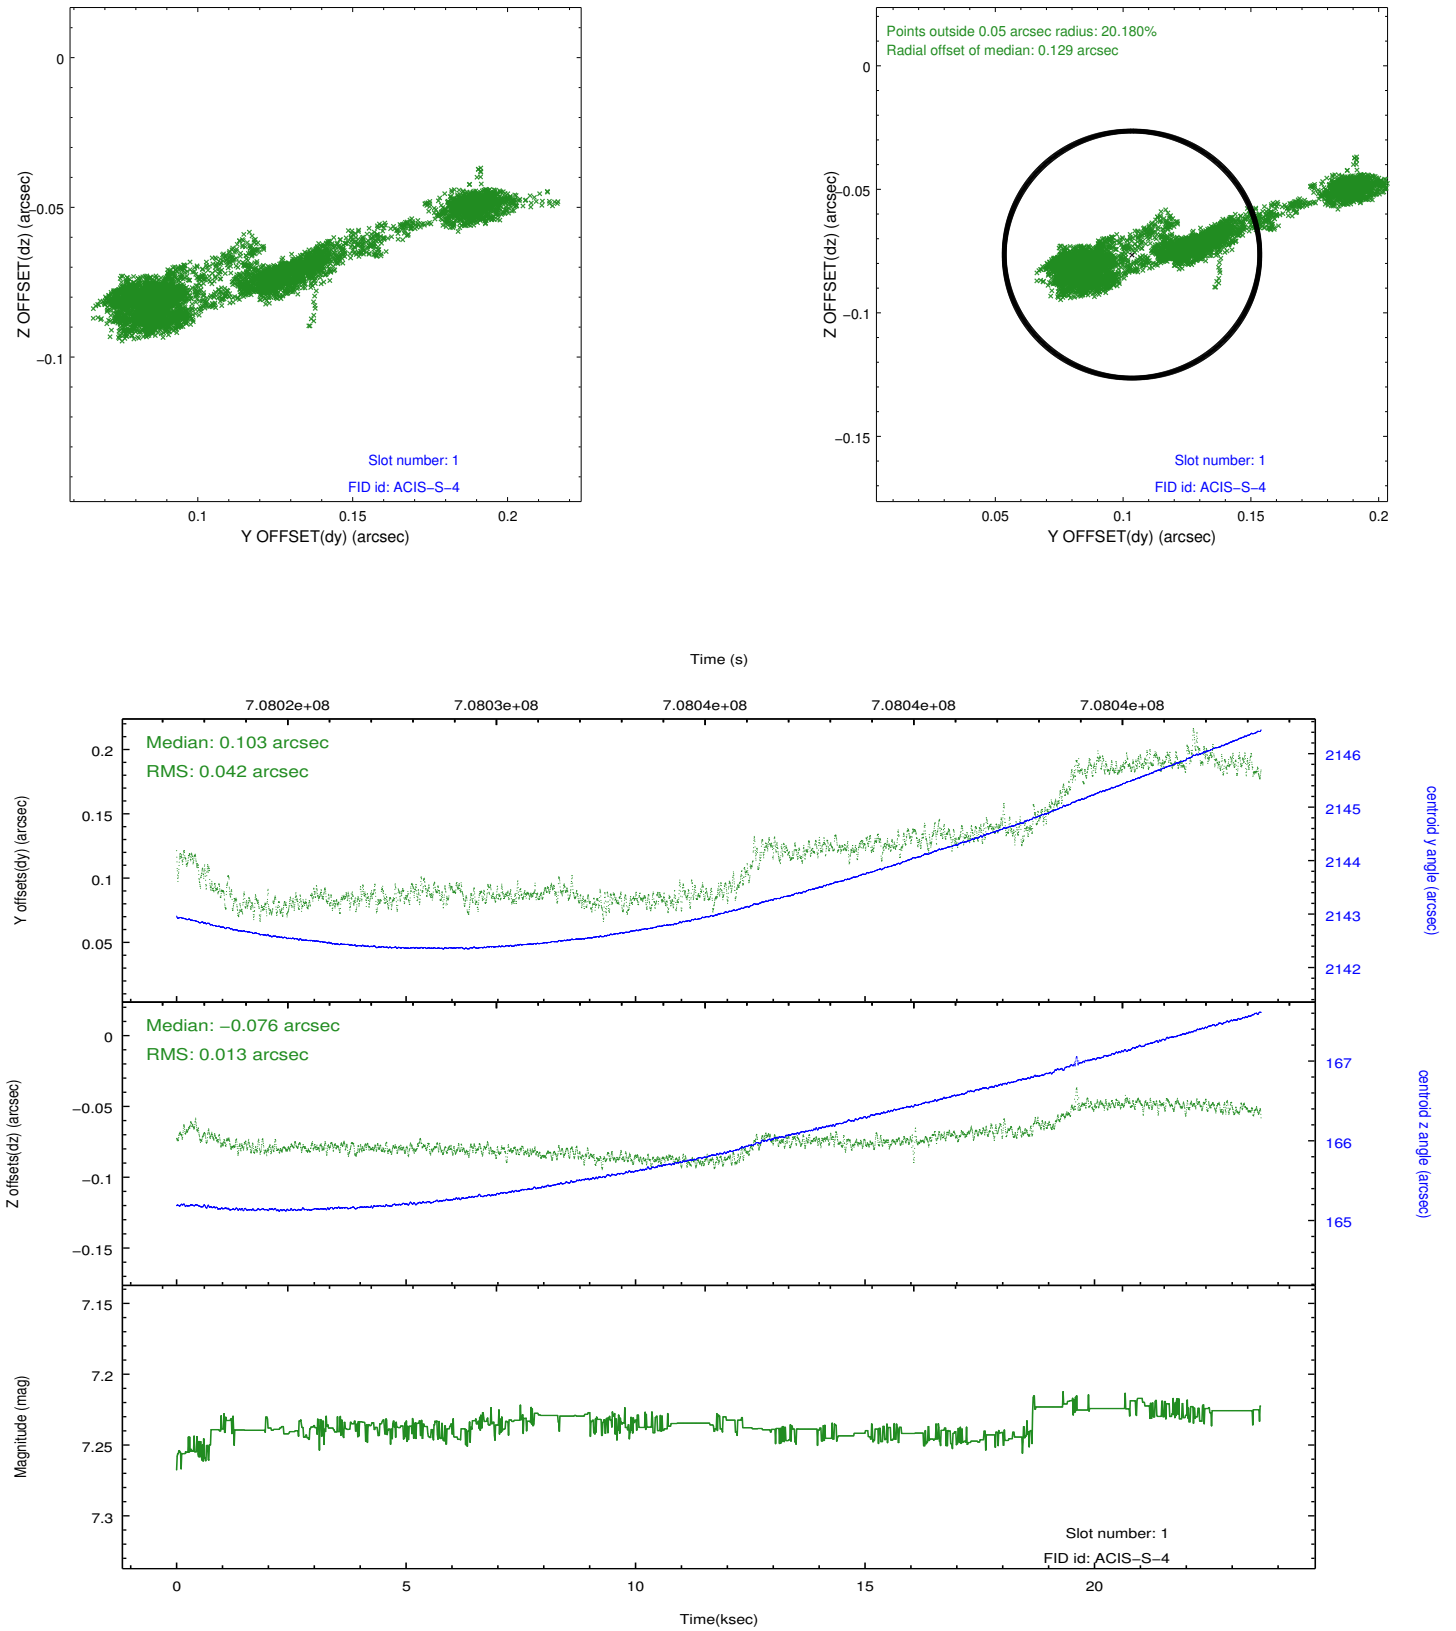 0
−0.05
−0.1
Z OFFSET(dz) (arcsec)
Slot number: 1
FID id: ACIS−S−4
0.1
0.15
0.2
Y OFFSET(dy) (arcsec)
Points outside 0.05 arcsec radius: 20.180%
Radial offset of median: 0.129 arcsec
0
−0.05
−0.1
−0.15
Z OFFSET(dz) (arcsec)
Slot number: 1
FID id: ACIS−S−4
0.05
0.1
0.15
0.2
Y OFFSET(dy) (arcsec)
Time (s)
7.0802e+08
7.0803e+08
7.0804e+08
7.0804e+08
7.0804e+08
Median: 0.103 arcsec
RMS: 0.042 arcsec
0.2
0.15
0.1
0.05
Y offsets(dy) (arcsec)
2146
2145
2144
2143
2142
centroid y angle (arcsec)
Median: −0.076 arcsec
RMS: 0.013 arcsec
0
−0.05
−0.1
−0.15
Z offsets(dz) (arcsec)
167
166
165
centroid z angle (arcsec)
7.15
7.2
7.25
7.3
Magnitude (mag)
Slot number: 1
FID id: ACIS−S−4
0
5
10
15
20
Time(ksec)